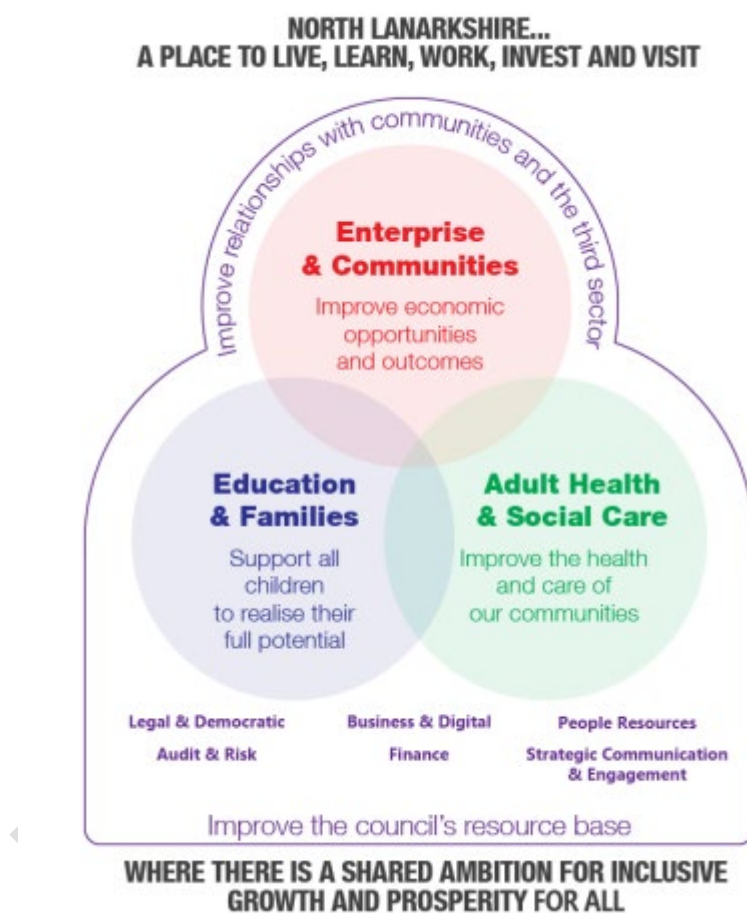 NORTH LANARKSHIRE...
A PLACE TO LIVE, LEARN, WORK, INVEST AND VISIT
Improve relationships with communities and the third sector
Enterprise
& Communities
Improve economic
opportunities
and outcomes
Education
& Families
Support all
children
to realise their
full potential
Adult Health
& Social Care
Improve the health
and care of
our communities
Legal & Democratic
Business & Digital
People Resources
Audit & Risk
Finance
Strategic Communication
& Engagement
Improve the council's resource base
WHERE THERE IS A SHARED AMBITION FOR INCLUSIVE
GROWTH AND PROSPERITY FOR ALL